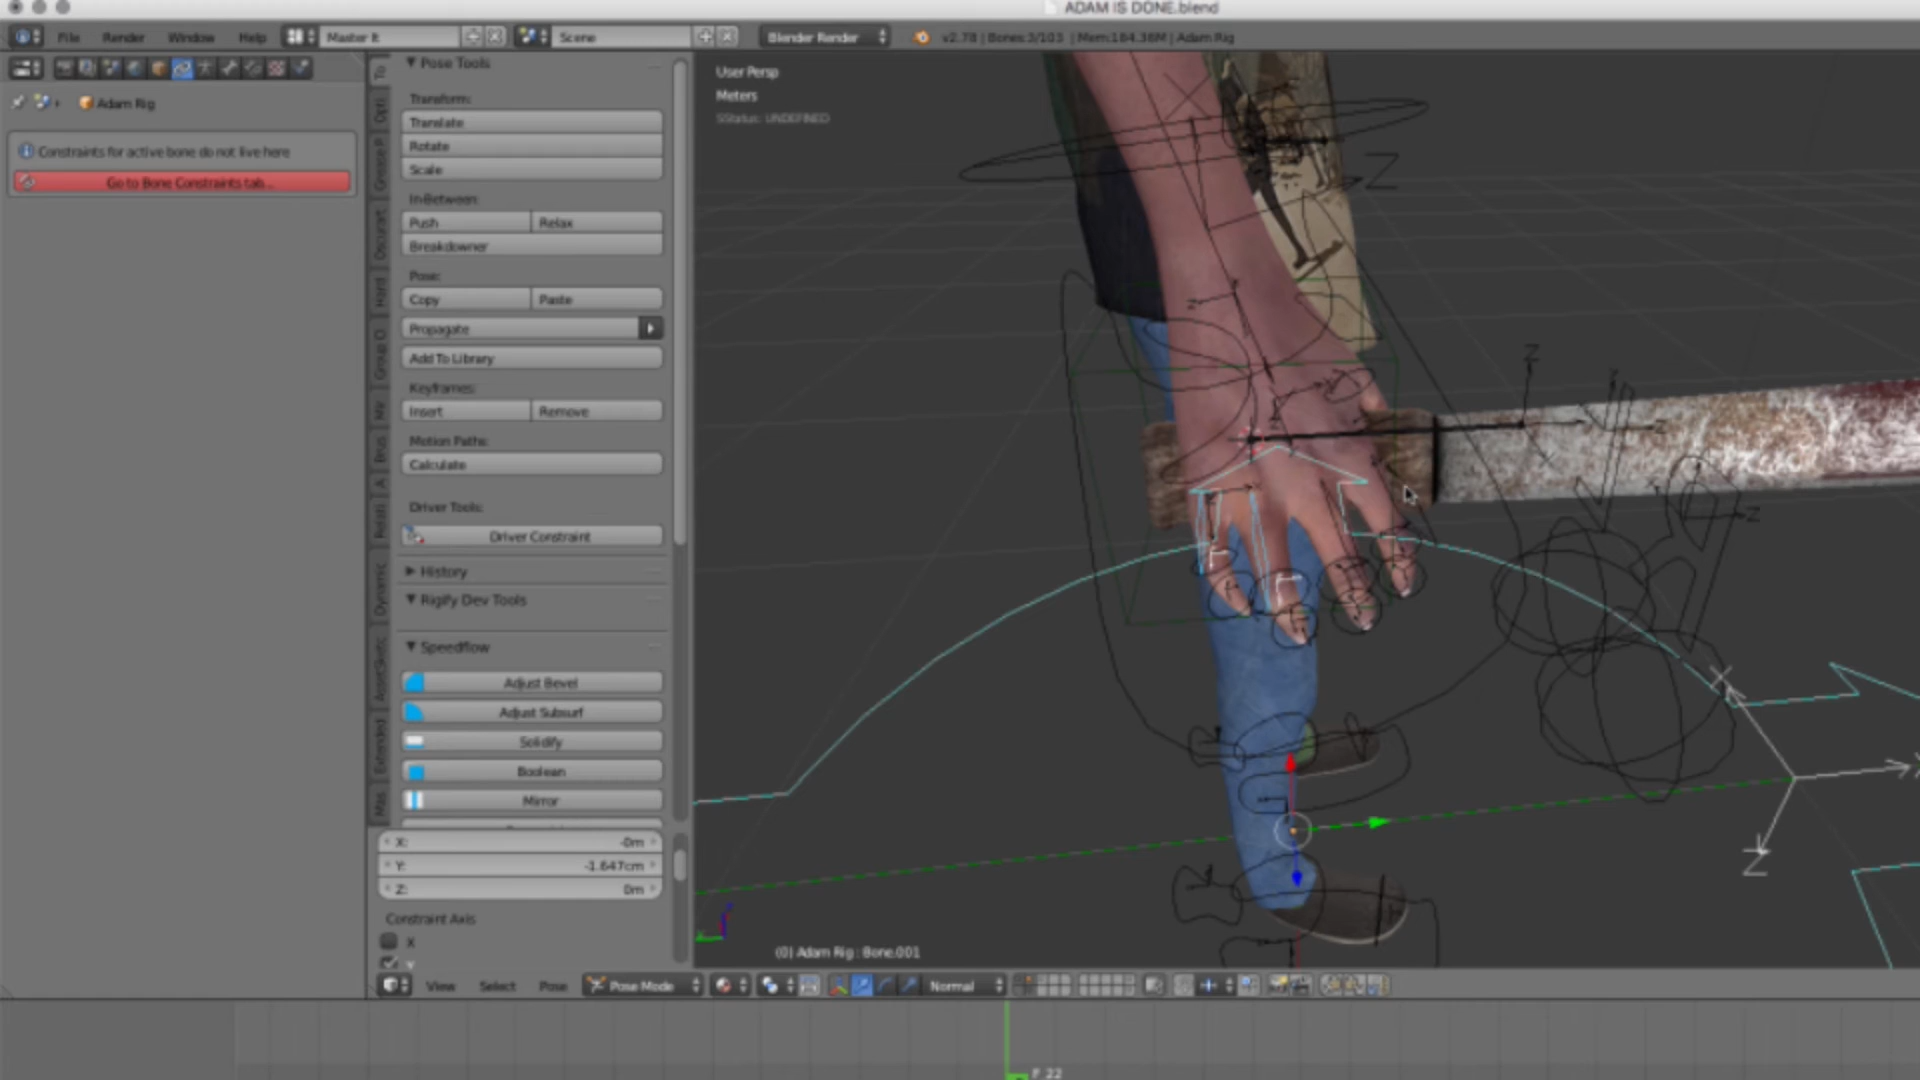 ADAM IS DONE.blend
File Render Window Help Master It Scene Blender Render v2.78 | Bones:3/103 | Mem:184.36M | Adam Rig
Adam Rig
Constraints for active bone do not live here
Go to Bone Constraints tab...
Pose Tools
Transform:
Translate
Rotate
Scale
In-Between:
Push Relax
Breakdowner
Pose:
Copy Paste
Propagate
Add To Library
Keyframes:
Insert Remove
Motion Paths:
Calculate
Driver Tools:
Driver Constraint
History
Rigify Dev Tools
Speedflow
Adjust Bevel
Adjust Subsurf
Solidify
Boolean
Mirror
X: -0m
Y: -1.647cm
Z: 0m
Constraint Axis
X
Y
User Persp
Meters
SStatus: UNDEFINED
Z
Z
Z
Z
X
Z
(0) Adam Rig : Bone.001
View Select Pose Pose Mode Normal
F 22